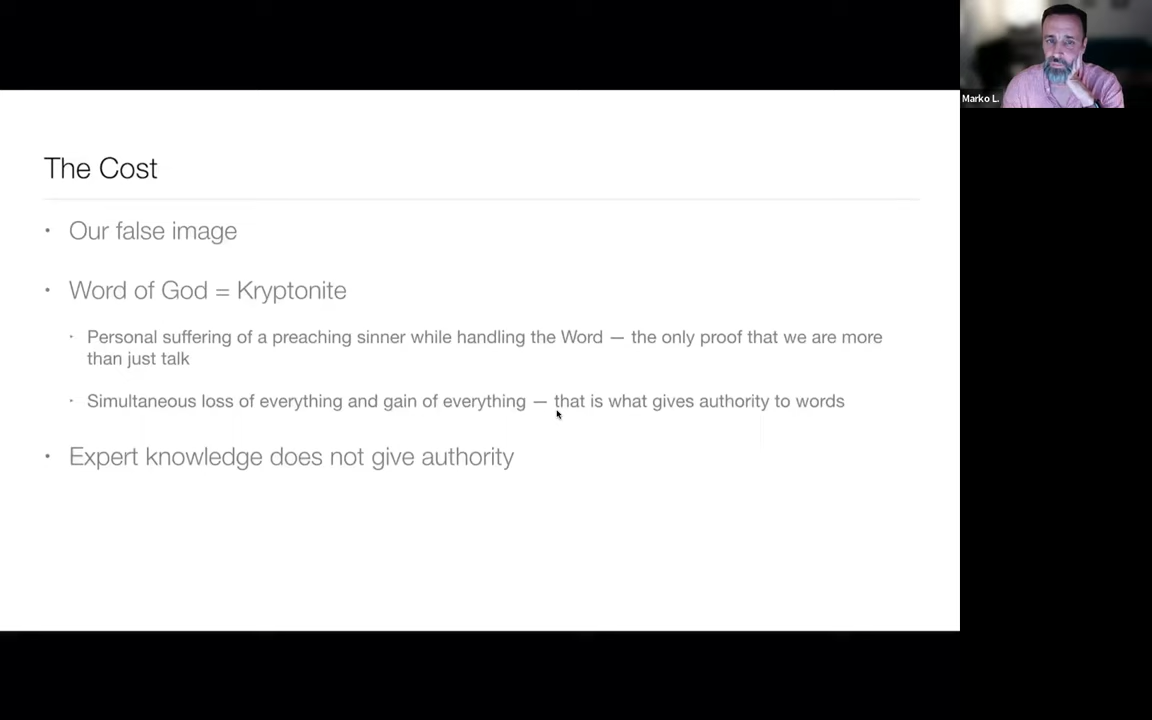 The Cost
• Our false image
• Word of God = Kryptonite
• Personal suffering of a preaching sinner while handling the Word — the only proof that we are more
than just talk
• Simultaneous loss of everything and gain of everything — that is what gives authority to words
• Expert knowledge does not give authority
Marko L.